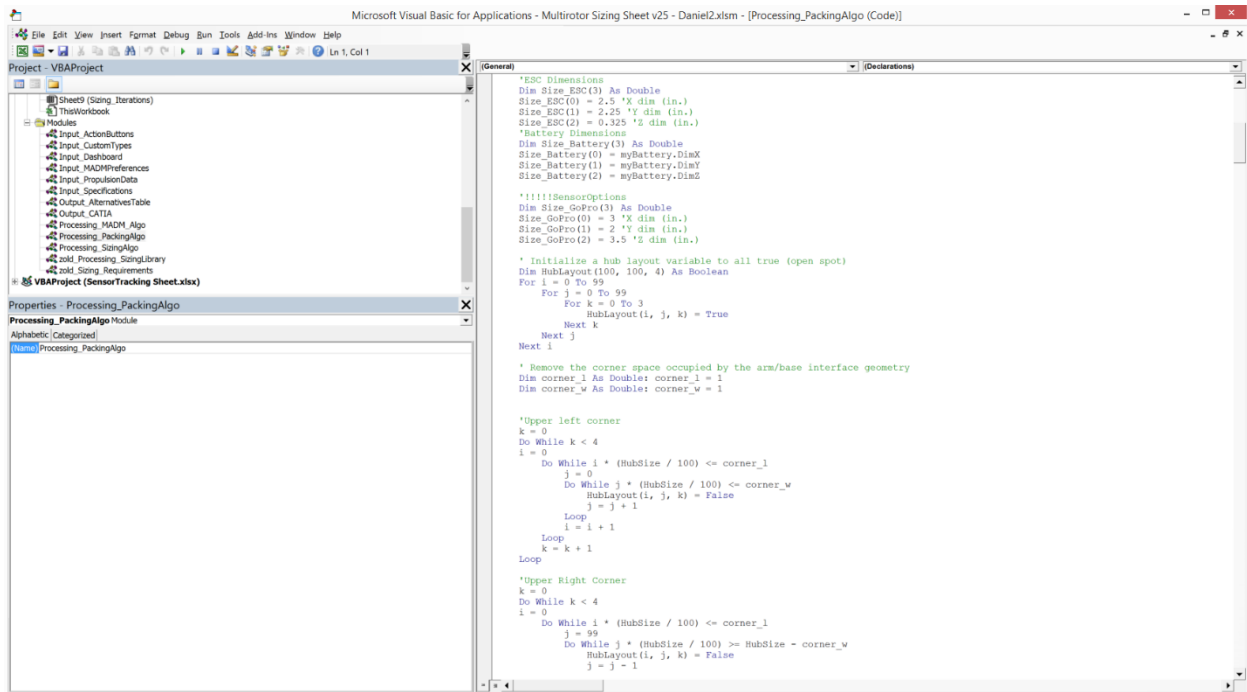 Microsoft Visual Basic for Applications - Multirotor Sizing Sheet v25 - Daniel2.xlsm - [Processing_PackingAlgo (Code)]
File Edit View Insert Format Debug Run Tools Add-Ins Window Help
Ln 1, Col 1
Project - VBAProject
Sheet9 (Sizing_Iterations)
ThisWorkbook
Modules
Input_ActionButtons
Input_CustomTypes
Input_Dashboard
Input_MADMPreferences
Input_PropulsionData
Input_Specifications
Output_AlternativesTable
Output_CATIA
Processing_MADM_Algo
Processing_PackingAlgo
Processing_SizingAlgo
zold_Processing_SizingLibrary
zold_Sizing_Requirements
VBAProject (SensorTracking Sheet.xlsx)
Properties - Processing_PackingAlgo
Processing_PackingAlgo Module
Alphabetic Categorized
(Name) Processing_PackingAlgo
(General) (Declarations)
'ESC Dimensions
Dim Size_ESC(3) As Double
Size_ESC(0) = 2.5 'X dim (in.)
Size_ESC(1) = 2.25 'Y dim (in.)
Size_ESC(2) = 0.325 'Z dim (in.)
'Battery Dimensions
Dim Size_Battery(3) As Double
Size_Battery(0) = myBattery.DimX
Size_Battery(1) = myBattery.DimY
Size_Battery(2) = myBattery.DimZ
'!!!!!SensorOptions
Dim Size_GoPro(3) As Double
Size_GoPro(0) = 3 'X dim (in.)
Size_GoPro(1) = 2 'Y dim (in.)
Size_GoPro(2) = 3.5 'Z dim (in.)
' Initialize a hub layout variable to all true (open spot)
Dim HubLayout(100, 100, 4) As Boolean
For i = 0 To 99
For j = 0 To 99
For k = 0 To 3
HubLayout(i, j, k) = True
Next k
Next j
Next i
' Remove the corner space occupied by the arm/base interface geometry
Dim corner_l As Double: corner_l = 1
Dim corner_w As Double: corner_w = 1
'Upper left corner
k = 0
Do While k < 4
i = 0
Do While i * (HubSize / 100) <= corner_l
j = 0
Do While j * (HubSize / 100) <= corner_w
HubLayout(i, j, k) = False
j = j + 1
Loop
i = i + 1
Loop
k = k + 1
Loop
'Upper Right Corner
k = 0
Do While k < 4
i = 0
Do While i * (HubSize / 100) <= corner_l
j = 99
Do While j * (HubSize / 100) >= HubSize - corner_w
HubLayout(i, j, k) = False
j = j - 1